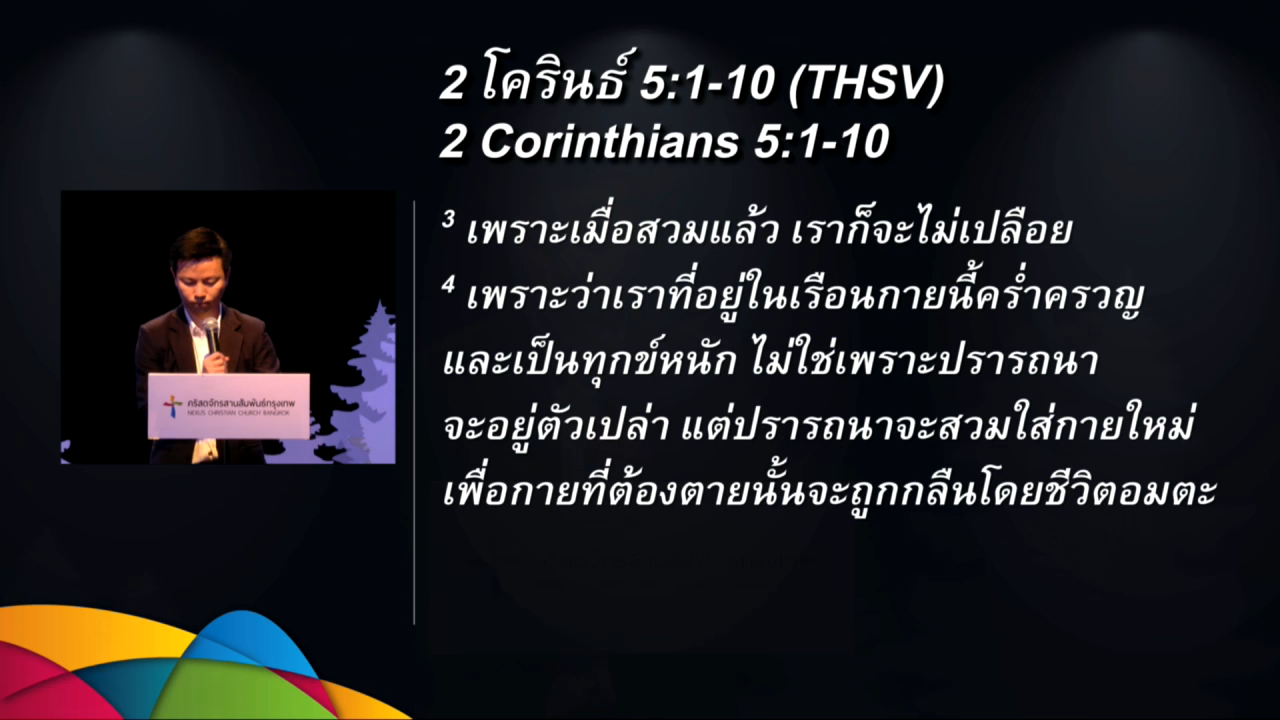 2 โครินธ์ 5:1-10 (THSV)
2 Corinthians 5:1-10
3 เพราะเมื่อสวมแล้ว เราก็จะไม่เปลือย
4 เพราะว่าเราที่อยู่ในเรือนกายนี้คร่ำครวญ
และเป็นทุกข์หนัก ไม่ใช่เพราะปรารถนา
จะอยู่ตัวเปล่า แต่ปรารถนาจะสวมใส่กายใหม่
เพื่อกายที่ต้องตายนั้นจะถูกกลืนโดยชีวิตอมตะ
คริสตจักรสานสัมพันธ์กรุงเทพ
NEXUS CHRISTIAN CHURCH BANGKOK